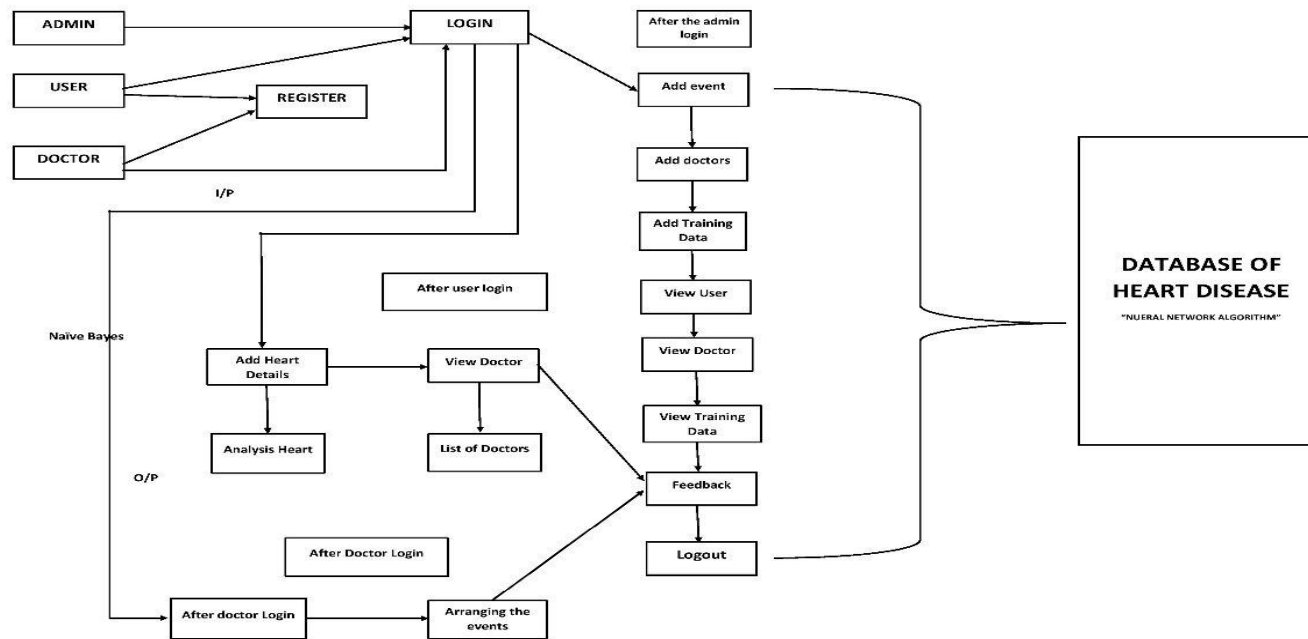 ADMIN
LOGIN
After the admin
login
USER
REGISTER
Add event
DOCTOR
Add doctors
I/P
Add Training
Data
After user login
View User
DATABASE OF
HEART DISEASE
"NUERAL NETWORK ALGORITHM"
Naïve Bayes
Add Heart
Details
View Doctor
View Doctor
View Training
Data
Analysis Heart
List of Doctors
O/P
Feedback
After Doctor Login
Logout
After doctor Login
Arranging the
events